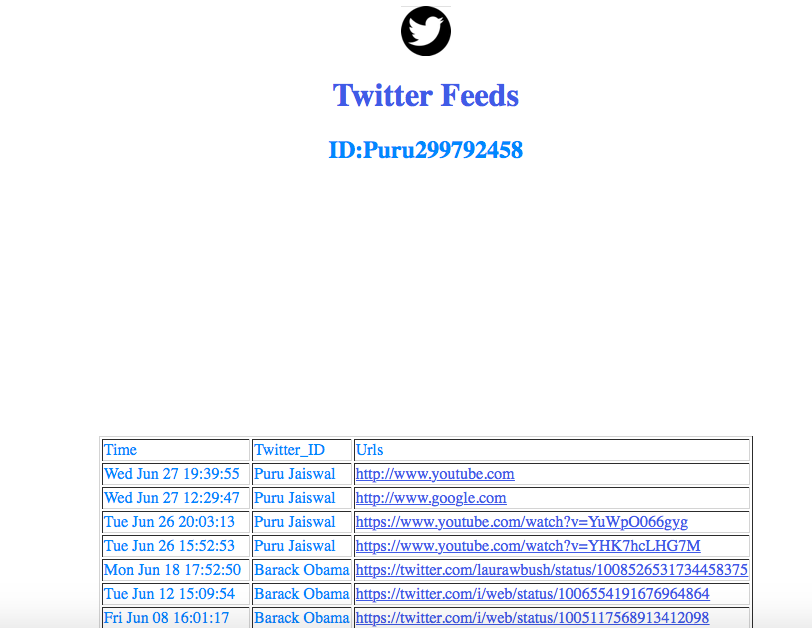 Twitter Feeds
ID:Puru299792458
Time Twitter_ID Urls
Wed Jun 27 19:39:55 Puru Jaiswal http://www.youtube.com
Wed Jun 27 12:29:47 Puru Jaiswal http://www.google.com
Tue Jun 26 20:03:13 Puru Jaiswal https://www.youtube.com/watch?v=YuWpO066gyg
Tue Jun 26 15:52:53 Puru Jaiswal https://www.youtube.com/watch?v=YHK7hcLHG7M
Mon Jun 18 17:52:50 Barack Obama https://twitter.com/laurawbush/status/1008526531734458375
Tue Jun 12 15:09:54 Barack Obama https://twitter.com/i/web/status/1006554191676964864
Fri Jun 08 16:01:17 Barack Obama https://twitter.com/i/web/status/1005117568913412098